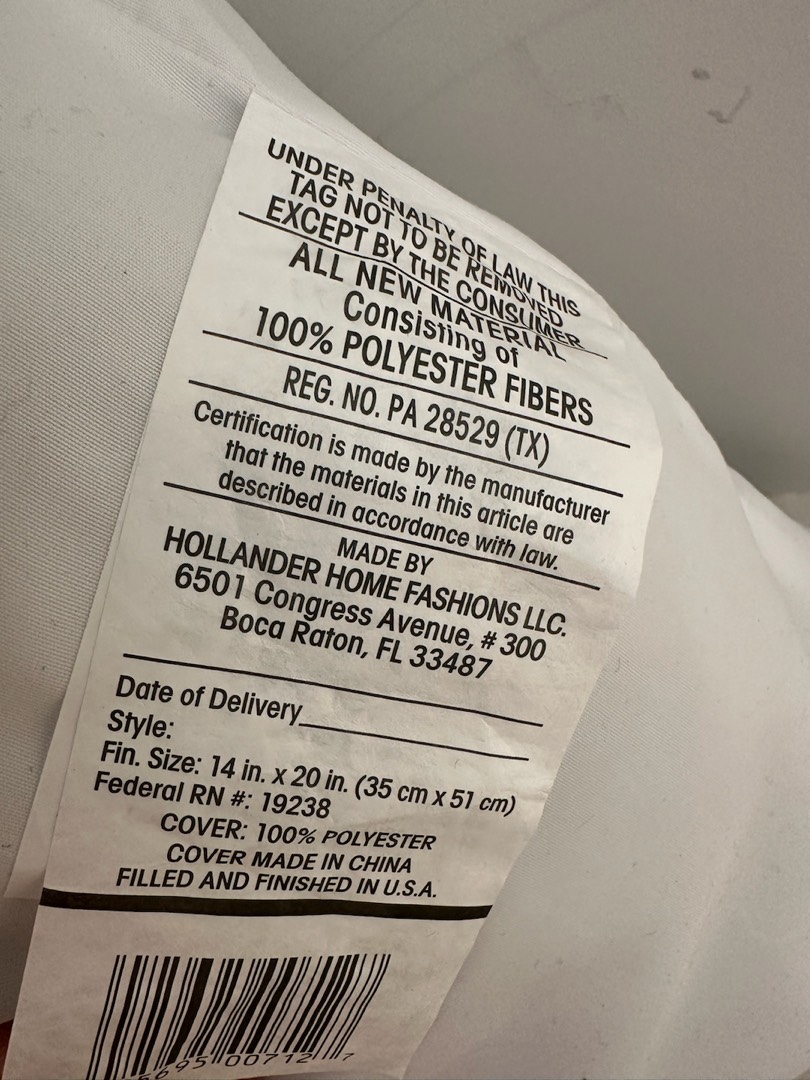 UNDER PENALTY OF LAW THIS
TAG NOT TO BE REMOVED
EXCEPT BY THE CONSUMER
ALL NEW MATERIAL
Consisting of
100% POLYESTER FIBERS
REG. NO. PA 28529 (TX)
Certification is made by the manufacturer
that the materials in this article are
described in accordance with law.
MADE BY
HOLLANDER HOME FASHIONS LLC.
6501 Congress Avenue, # 300
Boca Raton, FL 33487
Date of Delivery
Style:
Fin. Size: 14 in. x 20 in. (35 cm x 51 cm)
Federal RN #: 19238
COVER: 100% POLYESTER
COVER MADE IN CHINA
FILLED AND FINISHED IN U.S.A.
00712 7